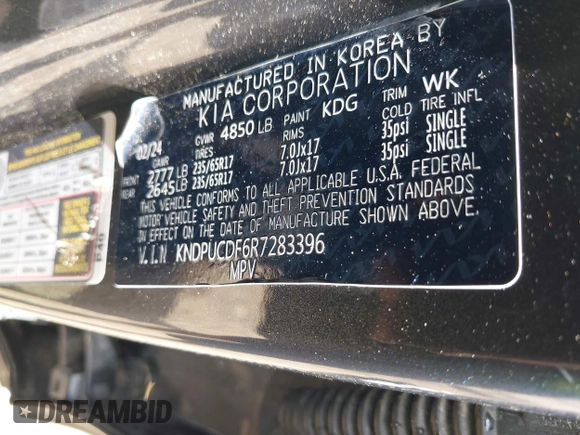 MANUFACTURED IN KOREA BY
KIA CORPORATION
02/24 GVWR 4850 LB PAINT KDG TRIM WK
GAWR TIRES RIMS COLD TIRE INFL
FRONT 2777 LB 235/65R17 7.0Jx17 35psi SINGLE
REAR 2645 LB 235/65R17 7.0Jx17 35psi SINGLE
THIS VEHICLE CONFORMS TO ALL APPLICABLE U.S.A. FEDERAL
MOTOR VEHICLE SAFETY AND THEFT PREVENTION STANDARDS
IN EFFECT ON THE DATE OF MANUFACTURE SHOWN ABOVE.
V.I.N KNDPUCDF6R7283396
MPV
DREAMBID